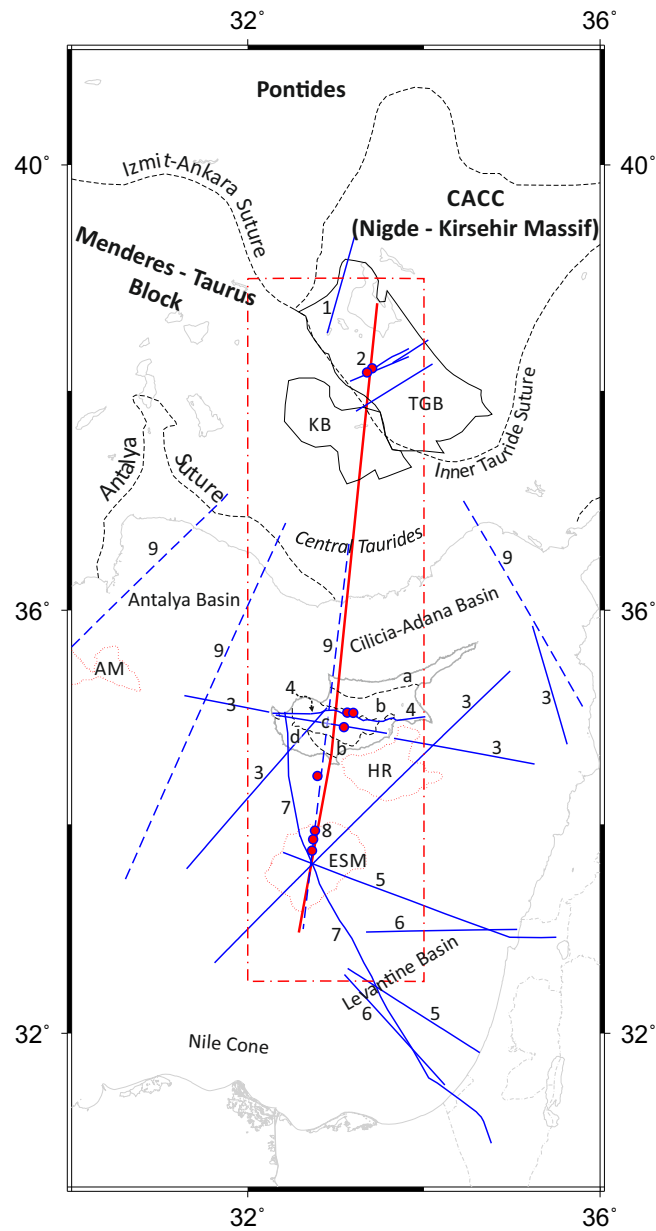 32° 36°
Pontides
40° 40°
Izmit-Ankara Suture
CACC
(Nigde - Kirsehir Massif)
Menderes - Taurus
Block
1
2
KB
TGB
Inner Tauride Suture
Antalya
Suture
Central Taurides
9
9
Antalya Basin
36° 36°
Cilicia-Adana Basin
9
9
AM
a
4
3
b
4
3
3
c
d
b
3
3
HR
7
8
ESM
5
6
7
Levantine Basin
5
6
Nile Cone
32° 32°
32° 36°